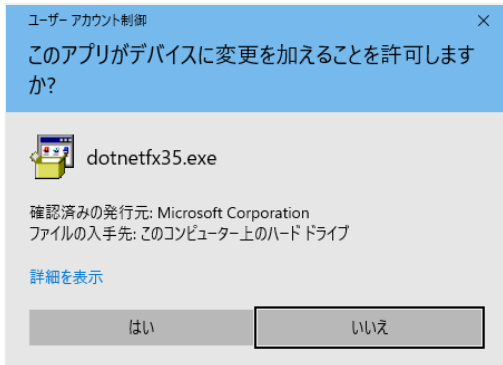 ユーザー アカウント制御
このアプリがデバイスに変更を加えることを許可します
か?
dotnetfx35.exe
確認済みの発行元: Microsoft Corporation
ファイルの入手先: このコンピューター上のハード ドライブ
詳細を表示
はい
いいえ